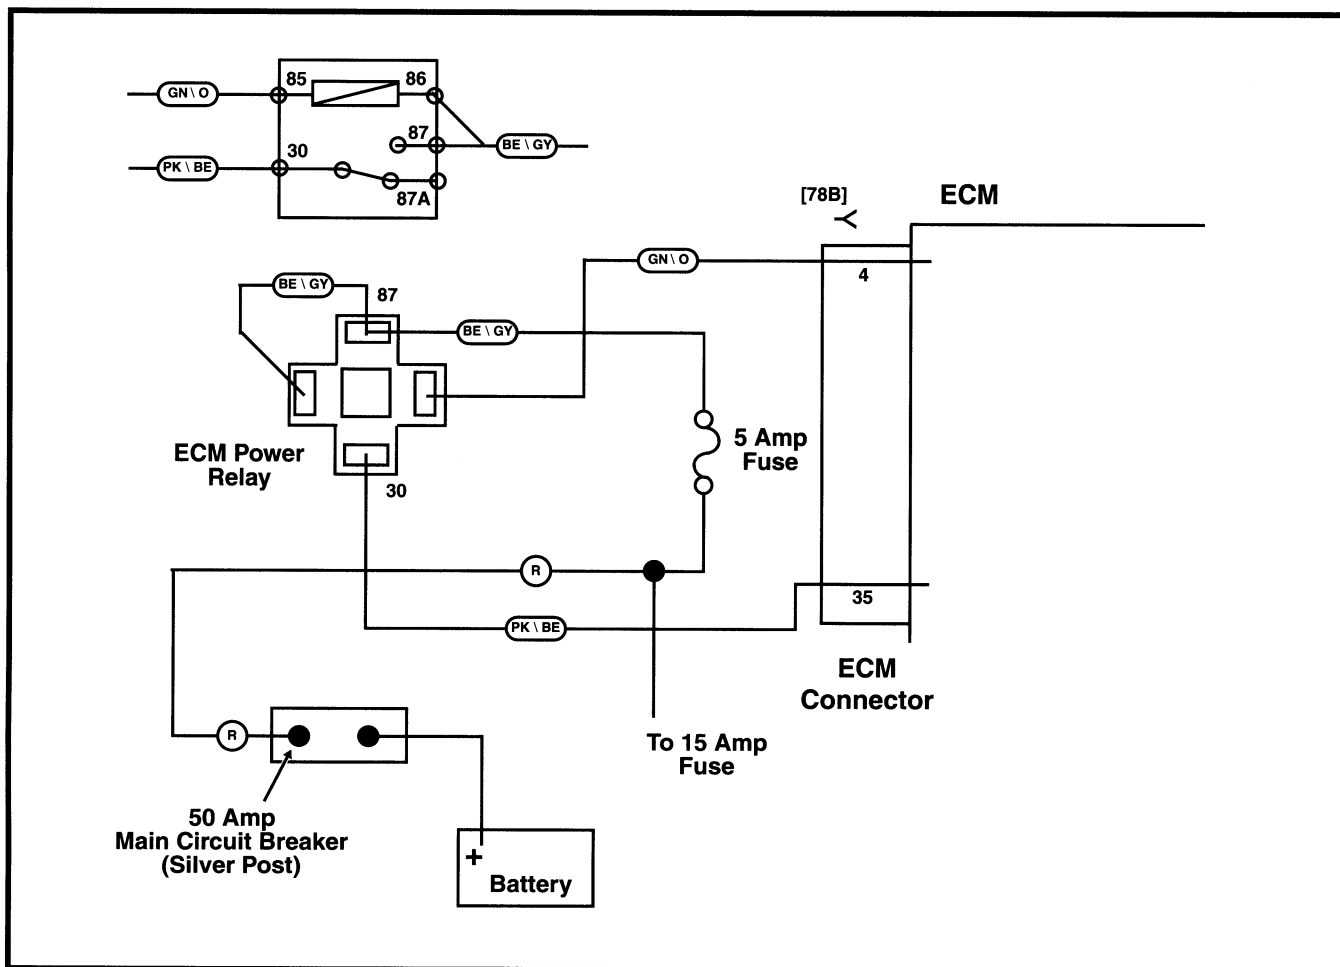 85
86
GN \ O
87
BE \ GY
30
PK \ BE
87A
[78B]
ECM
GN \ O
4
BE \ GY
87
BE \ GY
5 Amp
Fuse
ECM Power
Relay
30
R
35
PK \ BE
ECM
Connector
R
To 15 Amp
Fuse
50 Amp
Main Circuit Breaker
(Silver Post)
+
Battery